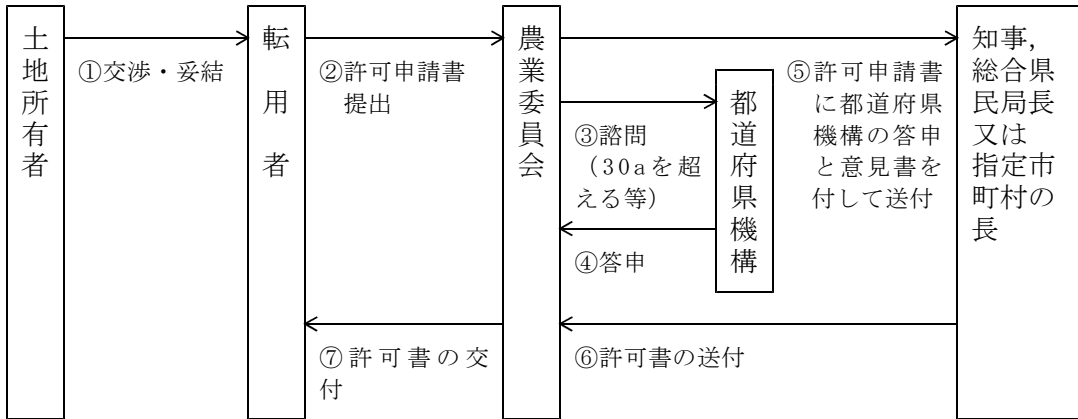 土地所有者
①交渉・妥結
転用者
②許可申請書
提出
農業委員会
③諮問
（30aを超
える等）
④答申
都道府県機構
⑤許可申請書
に都道府県
機構の答申
と意見書を
付して送付
知事，
総合県
民局長
又は
指定市
町村の
長
⑥許可書の送付
⑦許可書の交
付